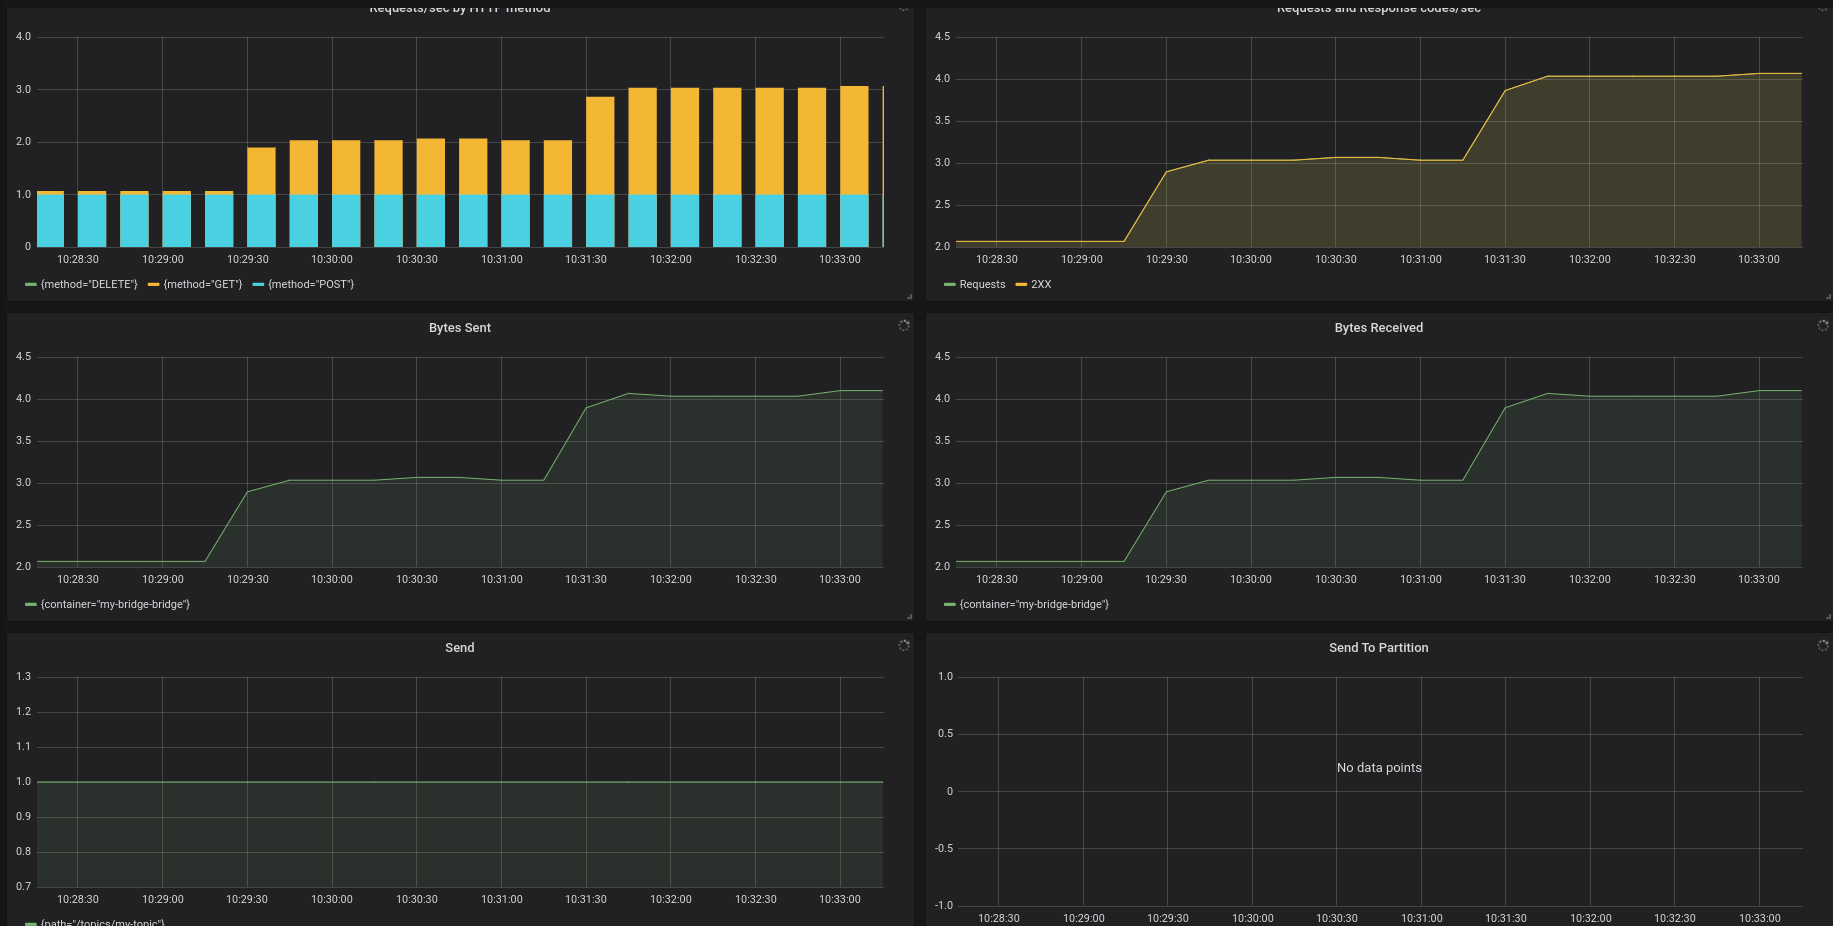 Requests/sec by HTTP method
4.0
3.0
2.0
1.0
0
10:28:30 10:29:00 10:29:30 10:30:00 10:30:30 10:31:00 10:31:30 10:32:00 10:32:30 10:33:00
{method="DELETE"} {method="GET"} {method="POST"}
Requests and Response codes/sec
4.5
4.0
3.5
3.0
2.5
2.0
10:28:30 10:29:00 10:29:30 10:30:00 10:30:30 10:31:00 10:31:30 10:32:00 10:32:30 10:33:00
Requests 2XX
Bytes Sent
4.5
4.0
3.5
3.0
2.5
2.0
10:28:30 10:29:00 10:29:30 10:30:00 10:30:30 10:31:00 10:31:30 10:32:00 10:32:30 10:33:00
{container="my-bridge-bridge"}
Bytes Received
4.5
4.0
3.5
3.0
2.5
2.0
10:28:30 10:29:00 10:29:30 10:30:00 10:30:30 10:31:00 10:31:30 10:32:00 10:32:30 10:33:00
{container="my-bridge-bridge"}
Send
1.3
1.2
1.1
1.0
0.9
0.8
0.7
10:28:30 10:29:00 10:29:30 10:30:00 10:30:30 10:31:00 10:31:30 10:32:00 10:32:30 10:33:00
{path="/topics/my-topic"}
Send To Partition
1.0
0.5
No data points
0
-0.5
-1.0
10:28:30 10:29:00 10:29:30 10:30:00 10:30:30 10:31:00 10:31:30 10:32:00 10:32:30 10:33:00